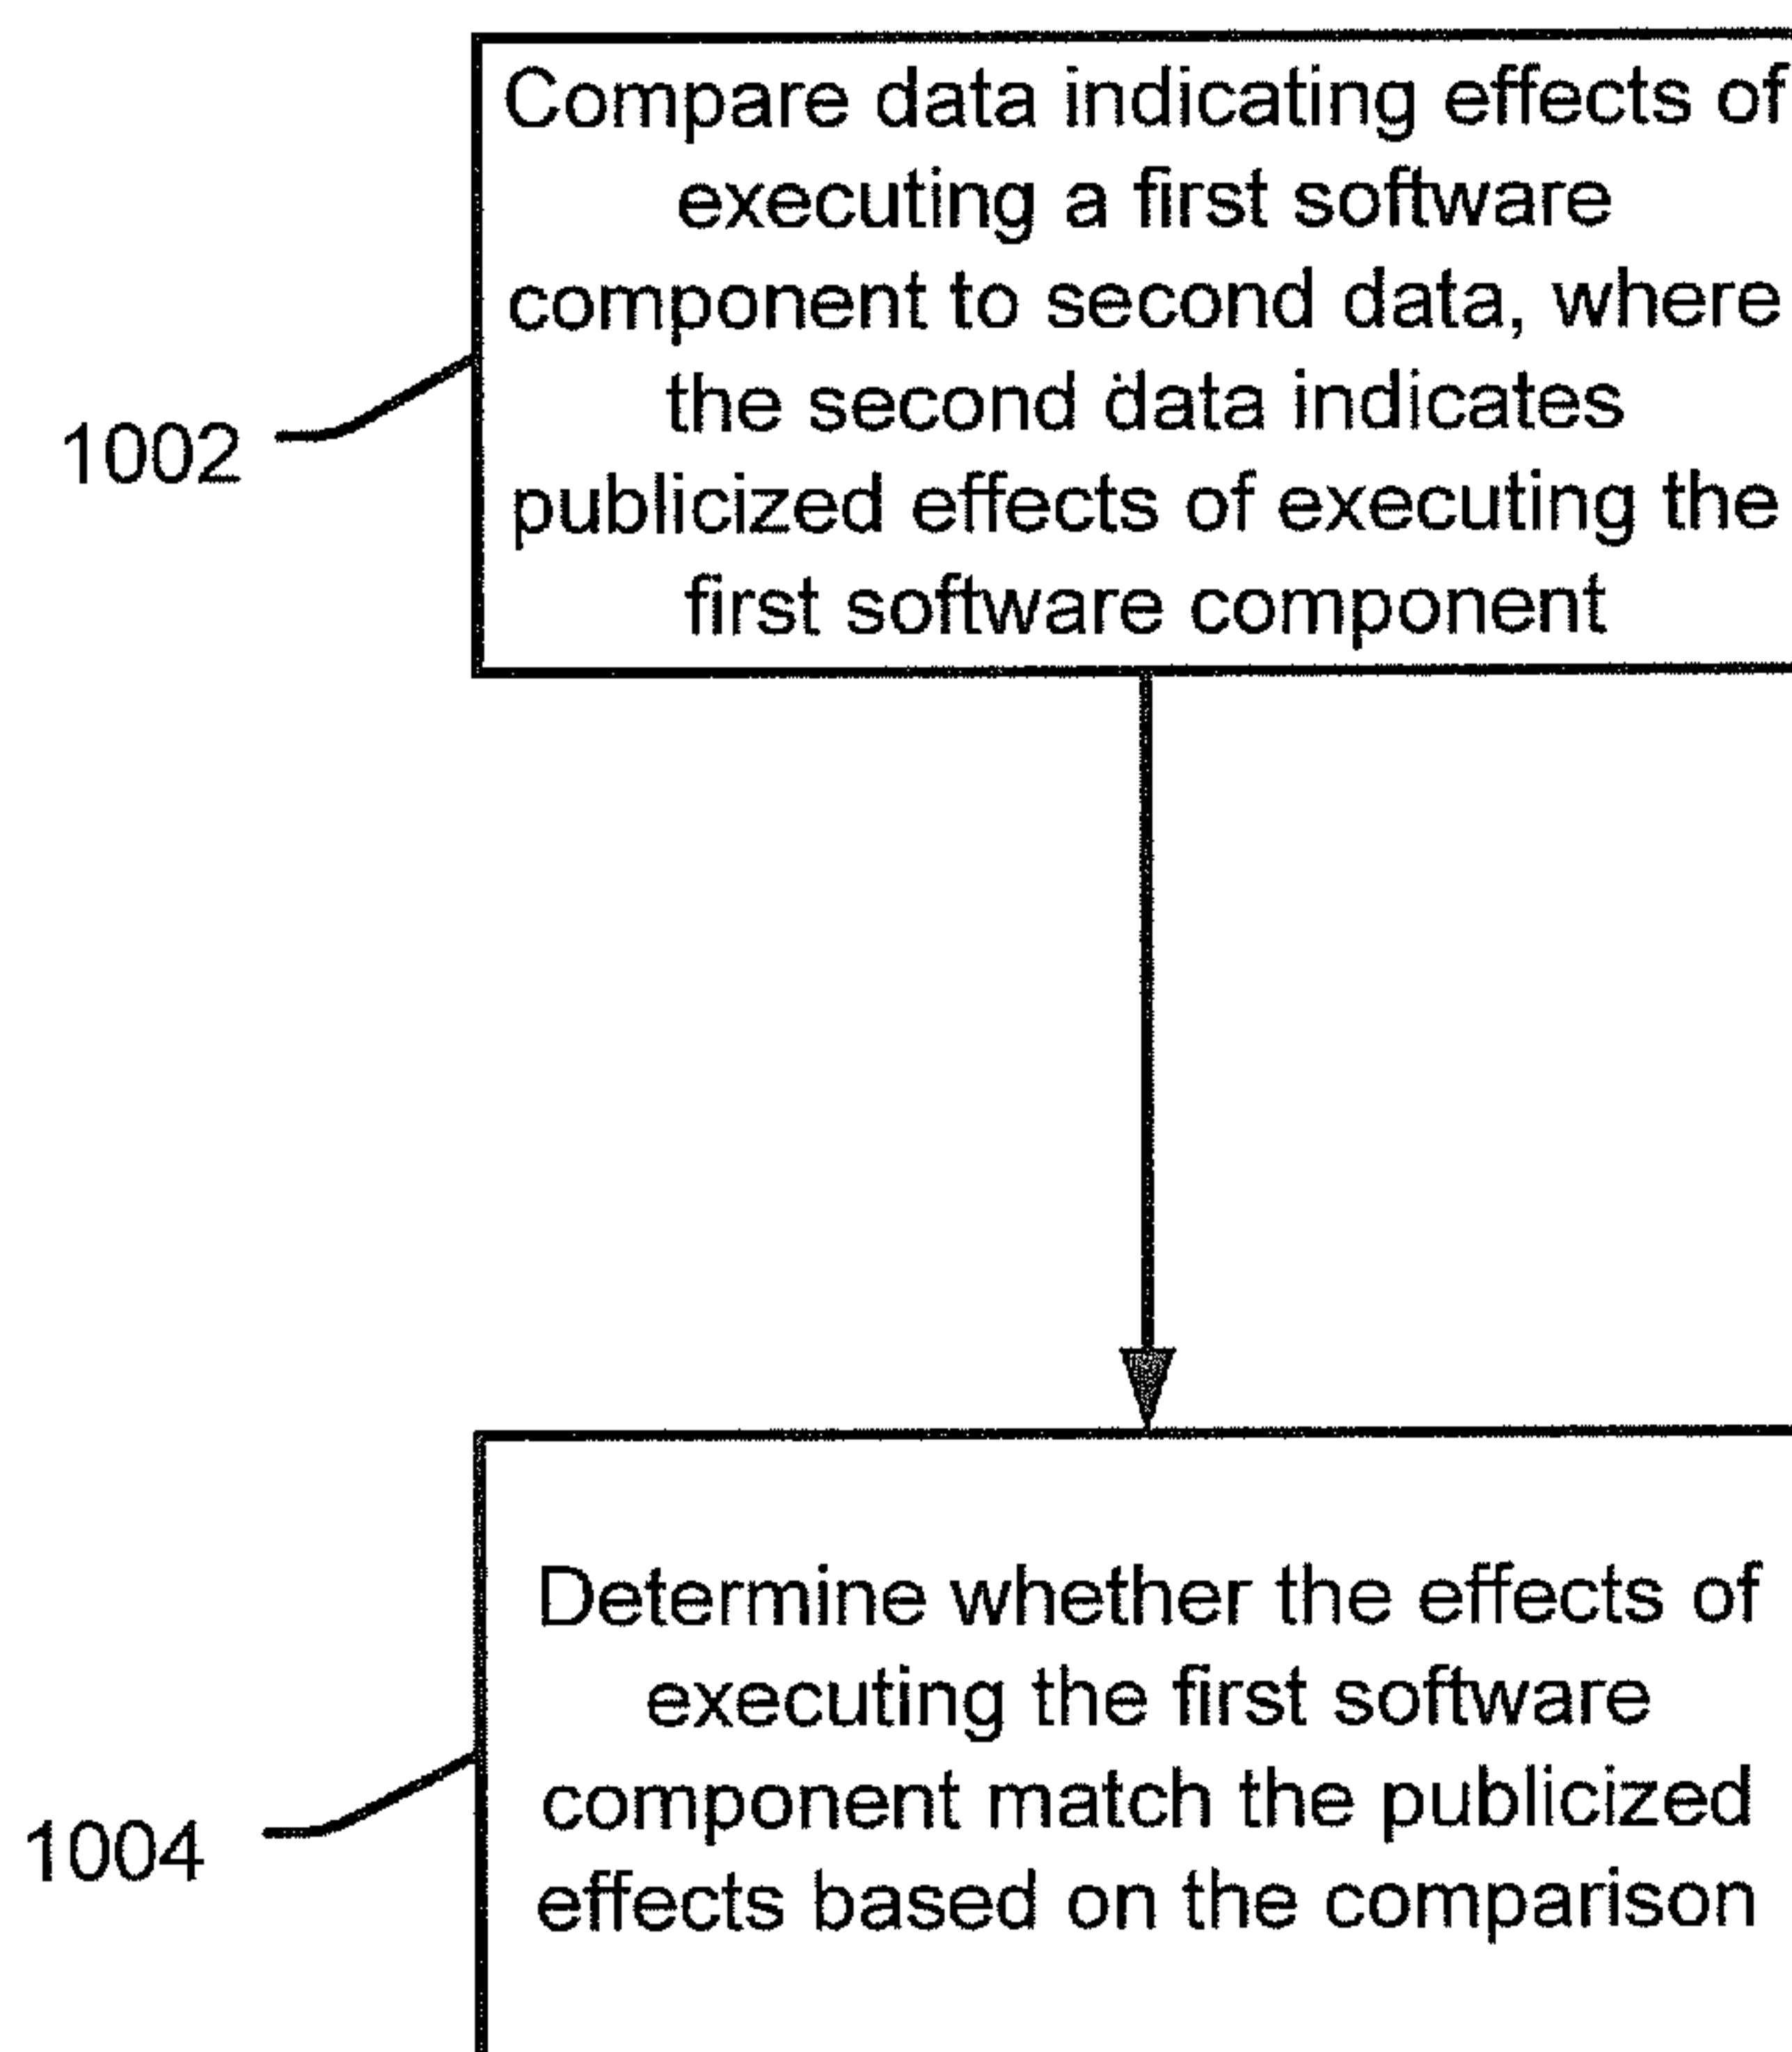 Compare data indicating effects of
executing a first software
component to second data, where
the second data indicates
publicized effects of executing the
first software component
1002
Determine whether the effects of
executing the first software
component match the publicized
effects based on the comparison
1004